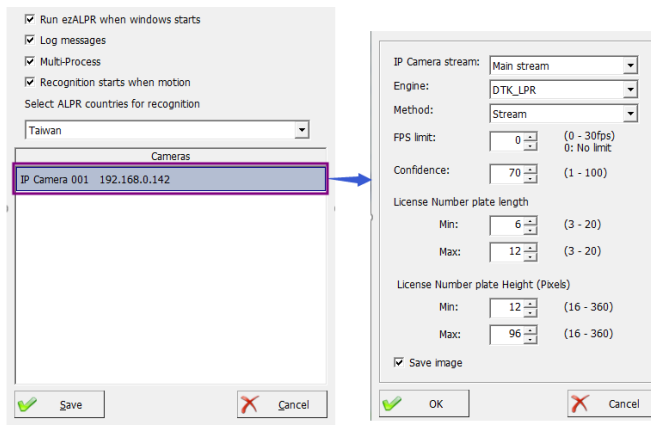 Run ezALPR when windows starts
Log messages
Multi-Process
Recognition starts when motion
Select ALPR countries for recognition
Taiwan
Cameras
IP Camera 001 192.168.0.142
Save
Cancel
IP Camera stream: Main stream
Engine: DTK_LPR
Method: Stream
FPS limit: 0 (0 - 30fps)
0: No limit
Confidence: 70 (1 - 100)
License Number plate length
Min: 6 (3 - 20)
Max: 12 (3 - 20)
License Number plate Height (Pixels)
Min: 12 (16 - 360)
Max: 96 (16 - 360)
Save image
OK
Cancel